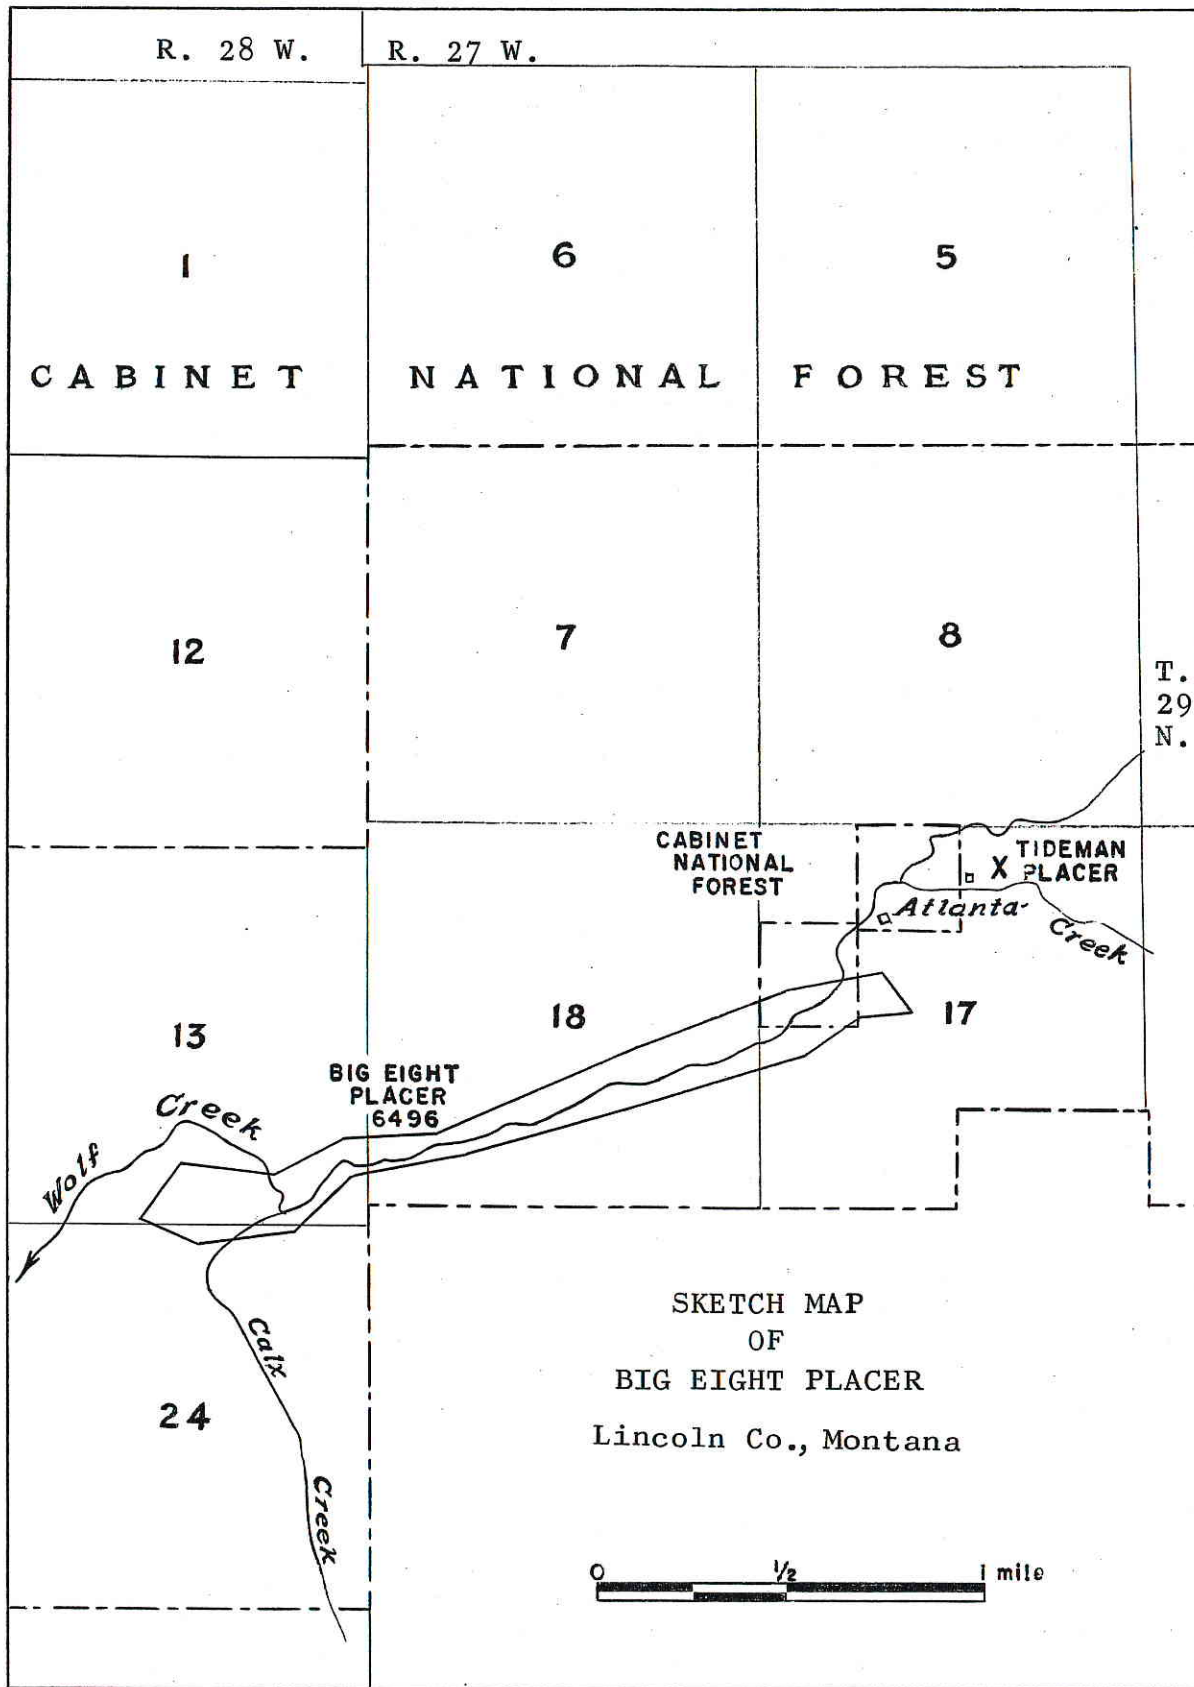 R. 28 W.
R. 27 W.
1
6
5
CABINET NATIONAL FOREST
12
7
8
T.
29
N.
CABINET
NATIONAL
FOREST
X TIDEMAN
PLACER
Atlanta
Creek
13
18
17
BIG EIGHT
PLACER
6496
Wolf Creek
Calx Creek
24
SKETCH MAP
OF
BIG EIGHT PLACER
Lincoln Co., Montana
0 1/2 1 mile